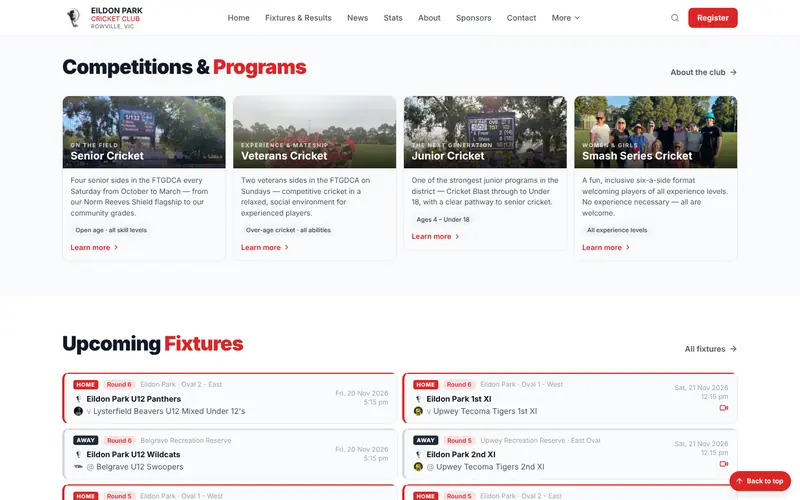 EILDON PARK
CRICKET CLUB
ROWVILLE, VIC
Home
Fixtures & Results
News
Stats
About
Sponsors
Contact
More
Register
Competitions & Programs
About the club
ON THE FIELD
Senior Cricket
Four senior sides in the FTGDCA every
Saturday from October to March — from
our Norm Reeves Shield flagship to our
community grades.
Open age · all skill levels
Learn more
EXPERIENCE & MATESHIP
Veterans Cricket
Two veterans sides in the FTGDCA on
Sundays — competitive cricket in a
relaxed, social environment for
experienced players.
Over-age cricket · all abilities
Learn more
THE NEXT GENERATION
Junior Cricket
One of the strongest junior programs in the
district — Cricket Blast through to Under
18, with a clear pathway to senior cricket.
Ages 4 – Under 18
Learn more
WOMEN & GIRLS
Smash Series Cricket
A fun, inclusive six-a-side format
welcoming players of all experience levels.
No experience necessary — all are
welcome.
All experience levels
Learn more
Upcoming Fixtures
All fixtures
HOME Round 6 Eildon Park · Oval 2 - East
Eildon Park U12 Panthers
v Lysterfield Beavers U12 Mixed Under 12's
Fri, 20 Nov 2026
5:15 pm
HOME Round 6 Eildon Park · Oval 1 - West
Eildon Park 1st XI
v Upwey Tecoma Tigers 1st XI
Sat, 21 Nov 2026
12:15 pm
AWAY Round 6 Belgrave Recreation Reserve
Eildon Park U12 Wildcats
@ Belgrave U12 Swoopers
Fri, 20 Nov 2026
5:15 pm
AWAY Round 5 Upwey Recreation Reserve · East Oval
Eildon Park 2nd XI
@ Upwey Tecoma Tigers 2nd XI
Sat, 21 Nov 2026
12:15 pm
HOME Round 5 Eildon Park · Oval 1 - West
HOME Round 5 Eildon Park · Oval 2 - East
Back to top